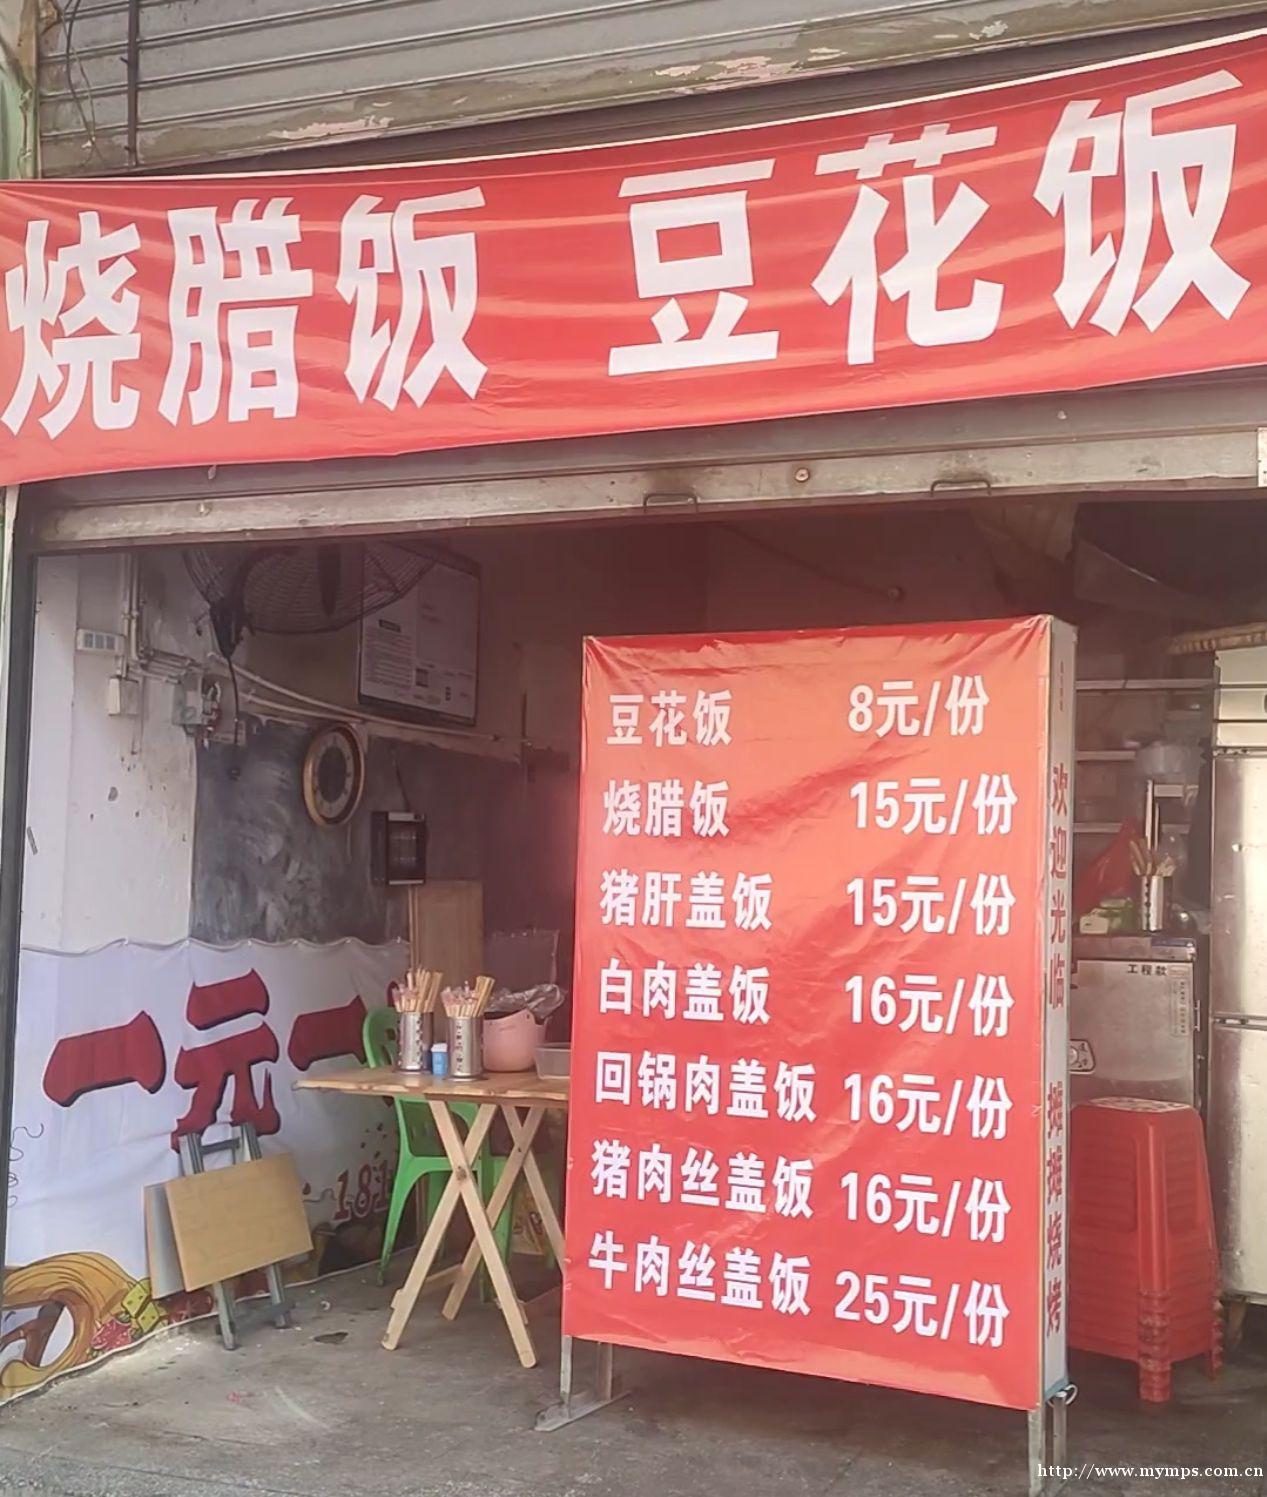 烧腊饭 豆花饭
豆花饭 8元/份
烧腊饭 15元/份
猪肝盖饭 15元/份
白肉盖饭 16元/份
回锅肉盖饭 16元/份
猪肉丝盖饭 16元/份
牛肉丝盖饭 25元/份
欢迎光临 摊摊烧烤
工程款
一元一
181
http://www.mymps.com.cn